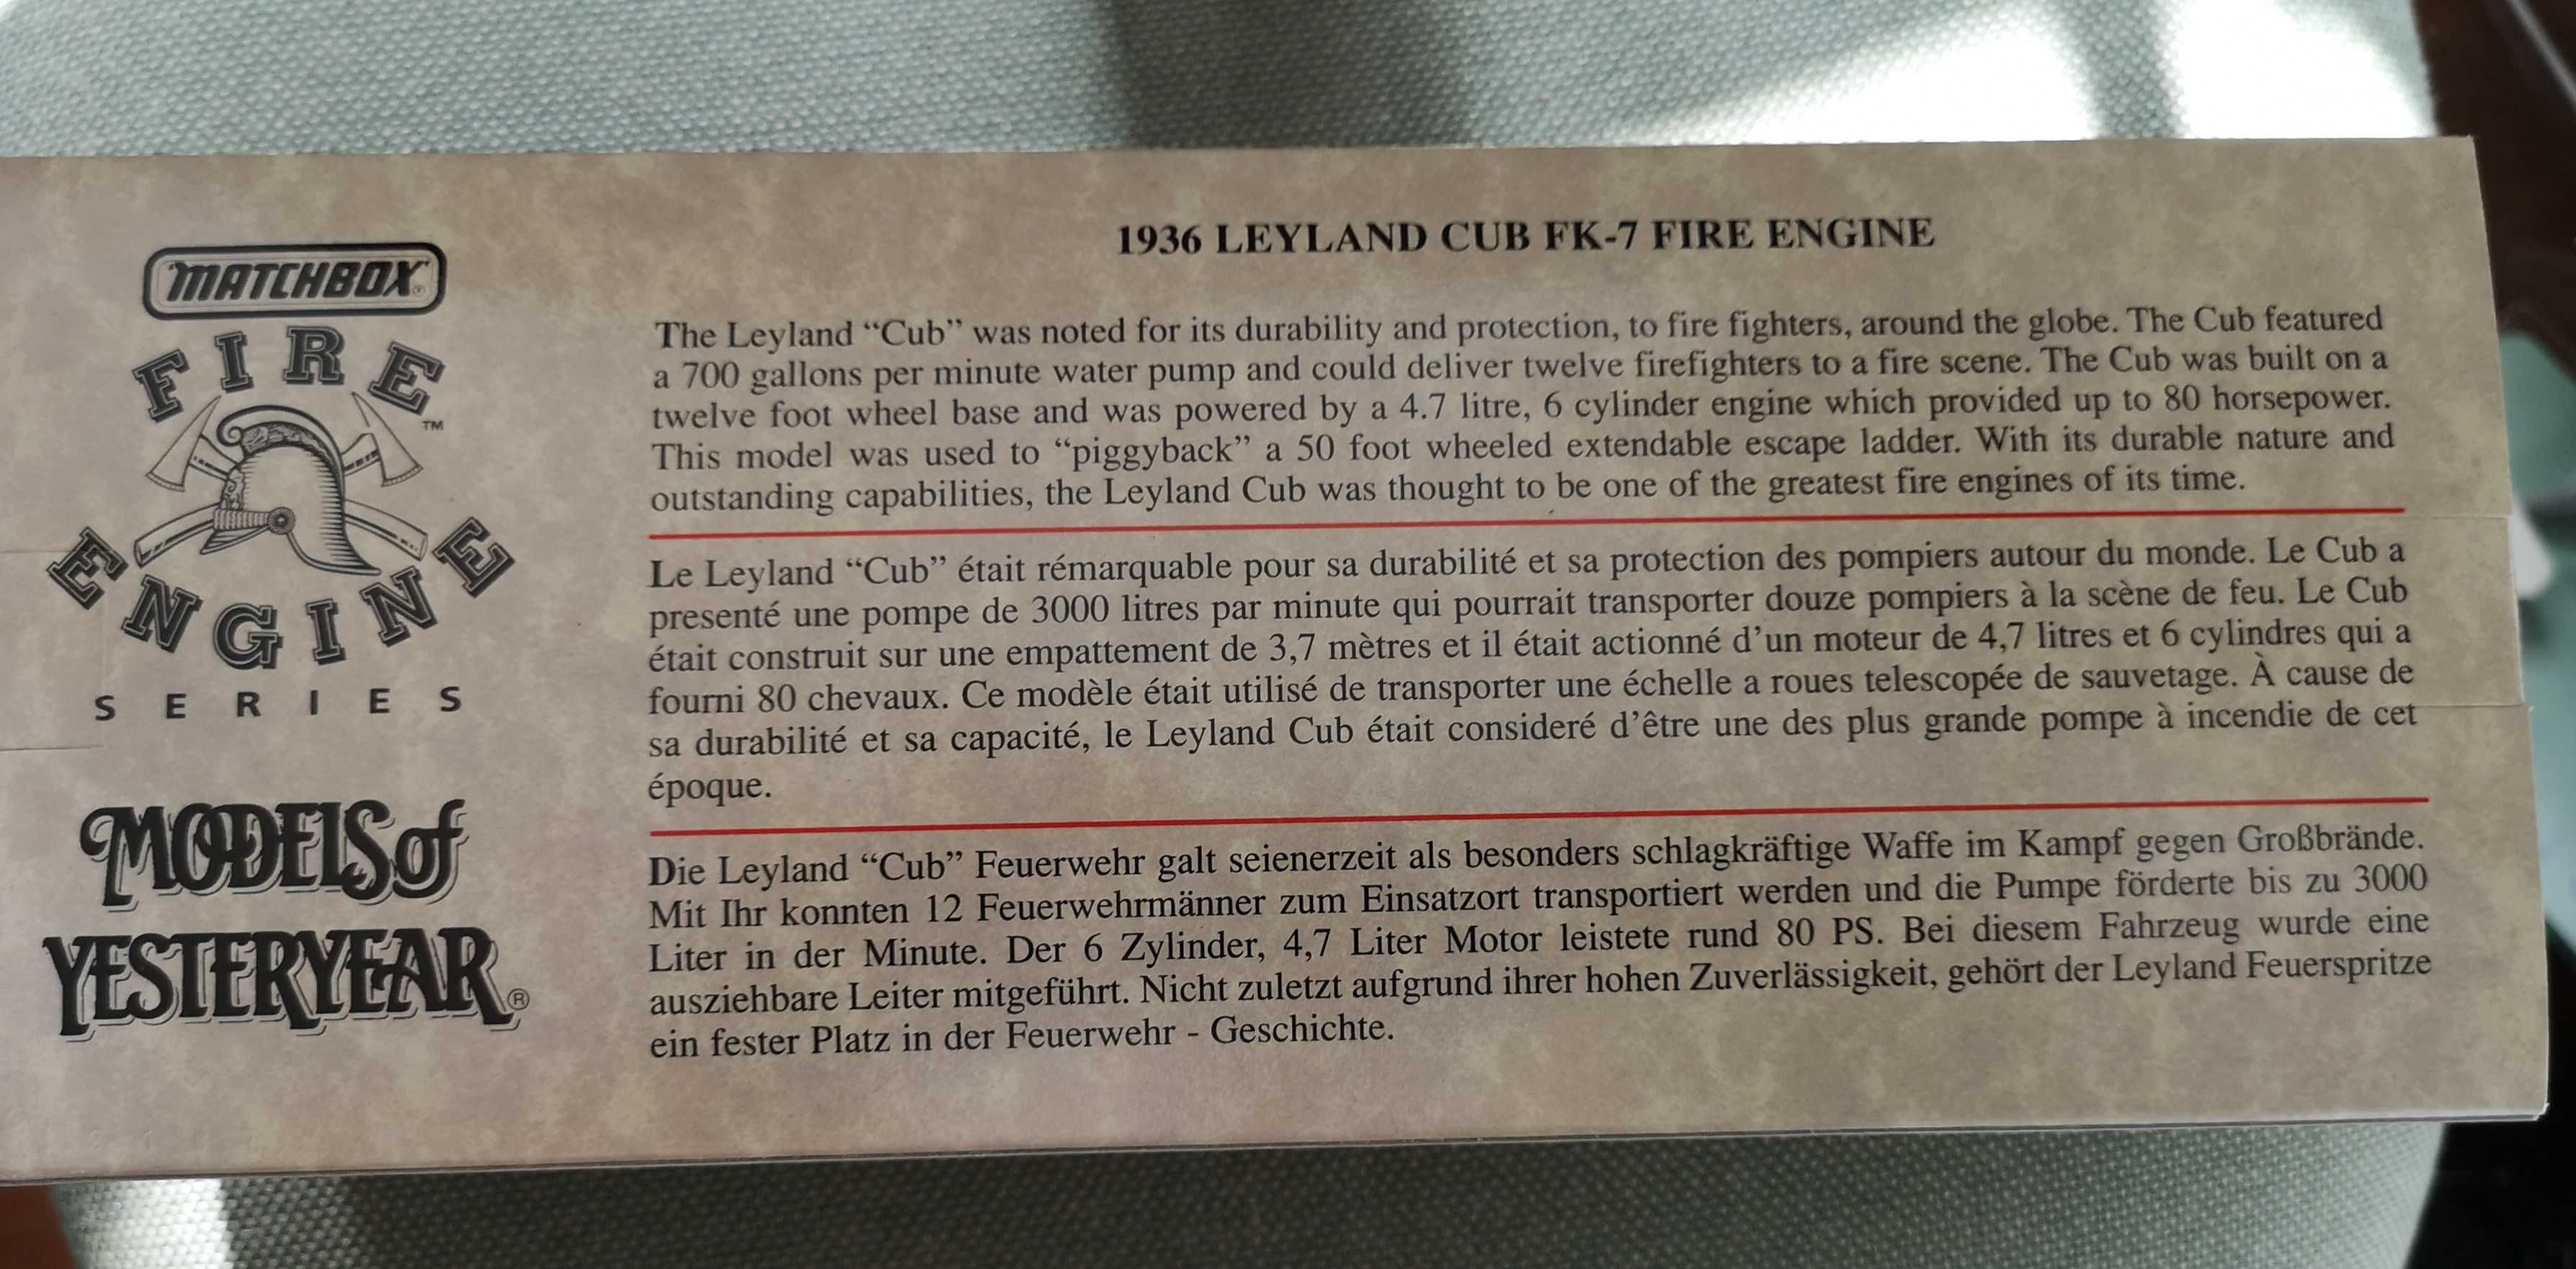 MATCHBOX®
FIRE™
ENGINE
SERIES
MODELS of
YESTERYEAR®
1936 LEYLAND CUB FK-7 FIRE ENGINE
The Leyland “Cub” was noted for its durability and protection, to fire fighters, around the globe. The Cub featured
a 700 gallons per minute water pump and could deliver twelve firefighters to a fire scene. The Cub was built on a
twelve foot wheel base and was powered by a 4.7 litre, 6 cylinder engine which provided up to 80 horsepower.
This model was used to “piggyback” a 50 foot wheeled extendable escape ladder. With its durable nature and
outstanding capabilities, the Leyland Cub was thought to be one of the greatest fire engines of its time.
Le Leyland “Cub” était rémarquable pour sa durabilité et sa protection des pompiers autour du monde. Le Cub a
presenté une pompe de 3000 litres par minute qui pourrait transporter douze pompiers à la scène de feu. Le Cub
était construit sur une empattement de 3,7 mètres et il était actionné d’un moteur de 4,7 litres et 6 cylindres qui a
fourni 80 chevaux. Ce modèle était utilisé de transporter une échelle a roues telescopée de sauvetage. À cause de
sa durabilité et sa capacité, le Leyland Cub était consideré d’être une des plus grande pompe à incendie de cet
époque.
Die Leyland “Cub” Feuerwehr galt seienerzeit als besonders schlagkräftige Waffe im Kampf gegen Großbrände.
Mit Ihr konnten 12 Feuerwehrmänner zum Einsatzort transportiert werden und die Pumpe förderte bis zu 3000
Liter in der Minute. Der 6 Zylinder, 4,7 Liter Motor leistete rund 80 PS. Bei diesem Fahrzeug wurde eine
ausziehbare Leiter mitgeführt. Nicht zuletzt aufgrund ihrer hohen Zuverlässigkeit, gehört der Leyland Feuerspritze
ein fester Platz in der Feuerwehr - Geschichte.